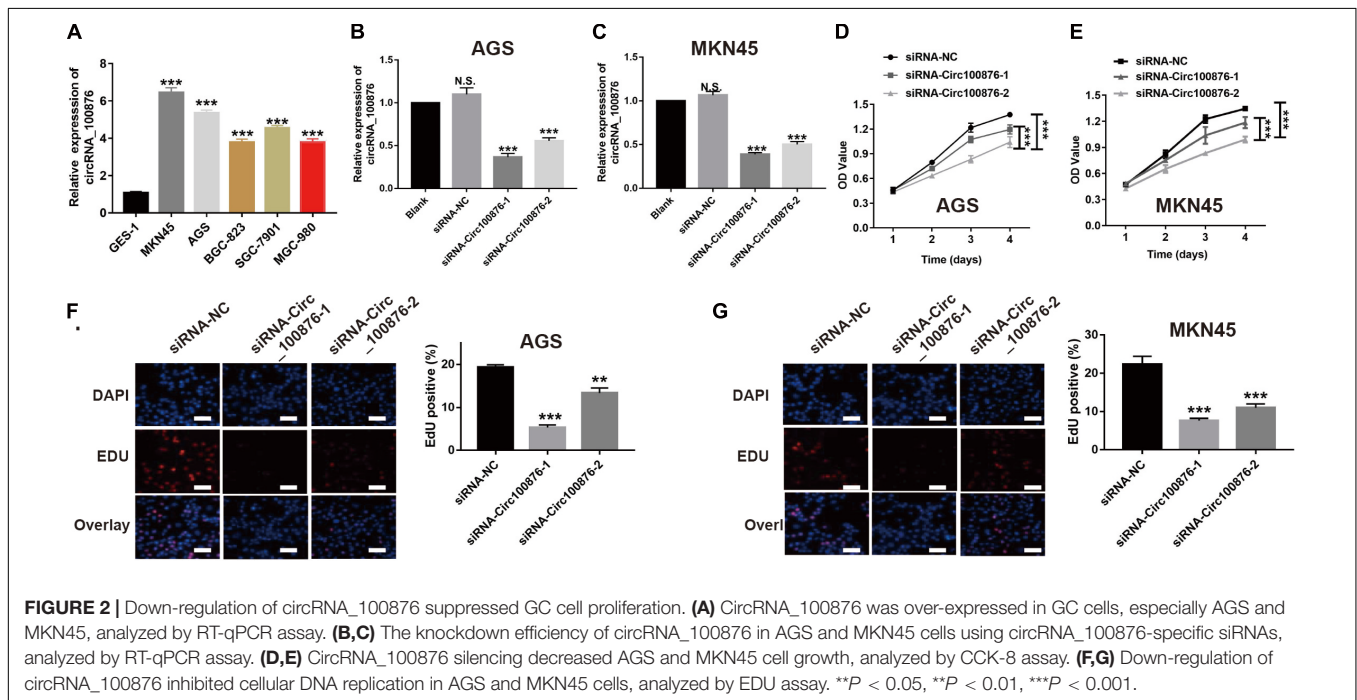 A
Relative expresssion of
circRNA_100876
8
6
4
2
0
***
***
***
***
***
GES-1
MKN45
AGS
BGC-823
SGC-7901
MGC-980
B
AGS
Relative expresssion of
circRNA_100876
1.5
1.0
0.5
0.0
N.S.
***
***
Blank
siRNA-NC
siRNA-Circ100876-1
siRNA-Circ100876-2
C
MKN45
Relative expresssion of
circRNA_100876
1.5
1.0
0.5
0.0
N.S.
***
***
Blank
siRNA-NC
siRNA-Circ100876-1
siRNA-Circ100876-2
D
siRNA-NC
siRNA-Circ100876-1
siRNA-Circ100876-2
OD Value
1.5
1.2
0.9
0.6
0.3
***
***
AGS
1 2 3 4
Time (days)
E
siRNA-NC
siRNA-Circ100876-1
siRNA-Circ100876-2
OD Value
1.5
1.2
0.9
0.6
0.3
***
***
MKN45
1 2 3 4
Time (days)
F
.
siRNA-NC
siRNA-Circ
_100876-1
siRNA-Circ
_100876-2
DAPI
EDU
Overlay
AGS
EdU positive (%)
20
10
0
***
**
siRNA-NC
siRNA-Circ100876-1
siRNA-Circ100876-2
G
siRNA-NC
siRNA-Circ
_100876-1
siRNA-Circ
_100876-2
DAPI
EDU
Overl
MKN45
EdU positive (%)
30
20
10
0
***
***
siRNA-NC
siRNA-Circ100876-1
siRNA-Circ100876-2
FIGURE 2 | Down-regulation of circRNA_100876 suppressed GC cell proliferation. (A) CircRNA_100876 was over-expressed in GC cells, especially AGS and
MKN45, analyzed by RT-qPCR assay. (B,C) The knockdown efficiency of circRNA_100876 in AGS and MKN45 cells using circRNA_100876-specific siRNAs,
analyzed by RT-qPCR assay. (D,E) CircRNA_100876 silencing decreased AGS and MKN45 cell growth, analyzed by CCK-8 assay. (F,G) Down-regulation of
circRNA_100876 inhibited cellular DNA replication in AGS and MKN45 cells, analyzed by EDU assay. **P < 0.05, **P < 0.01, ***P < 0.001.